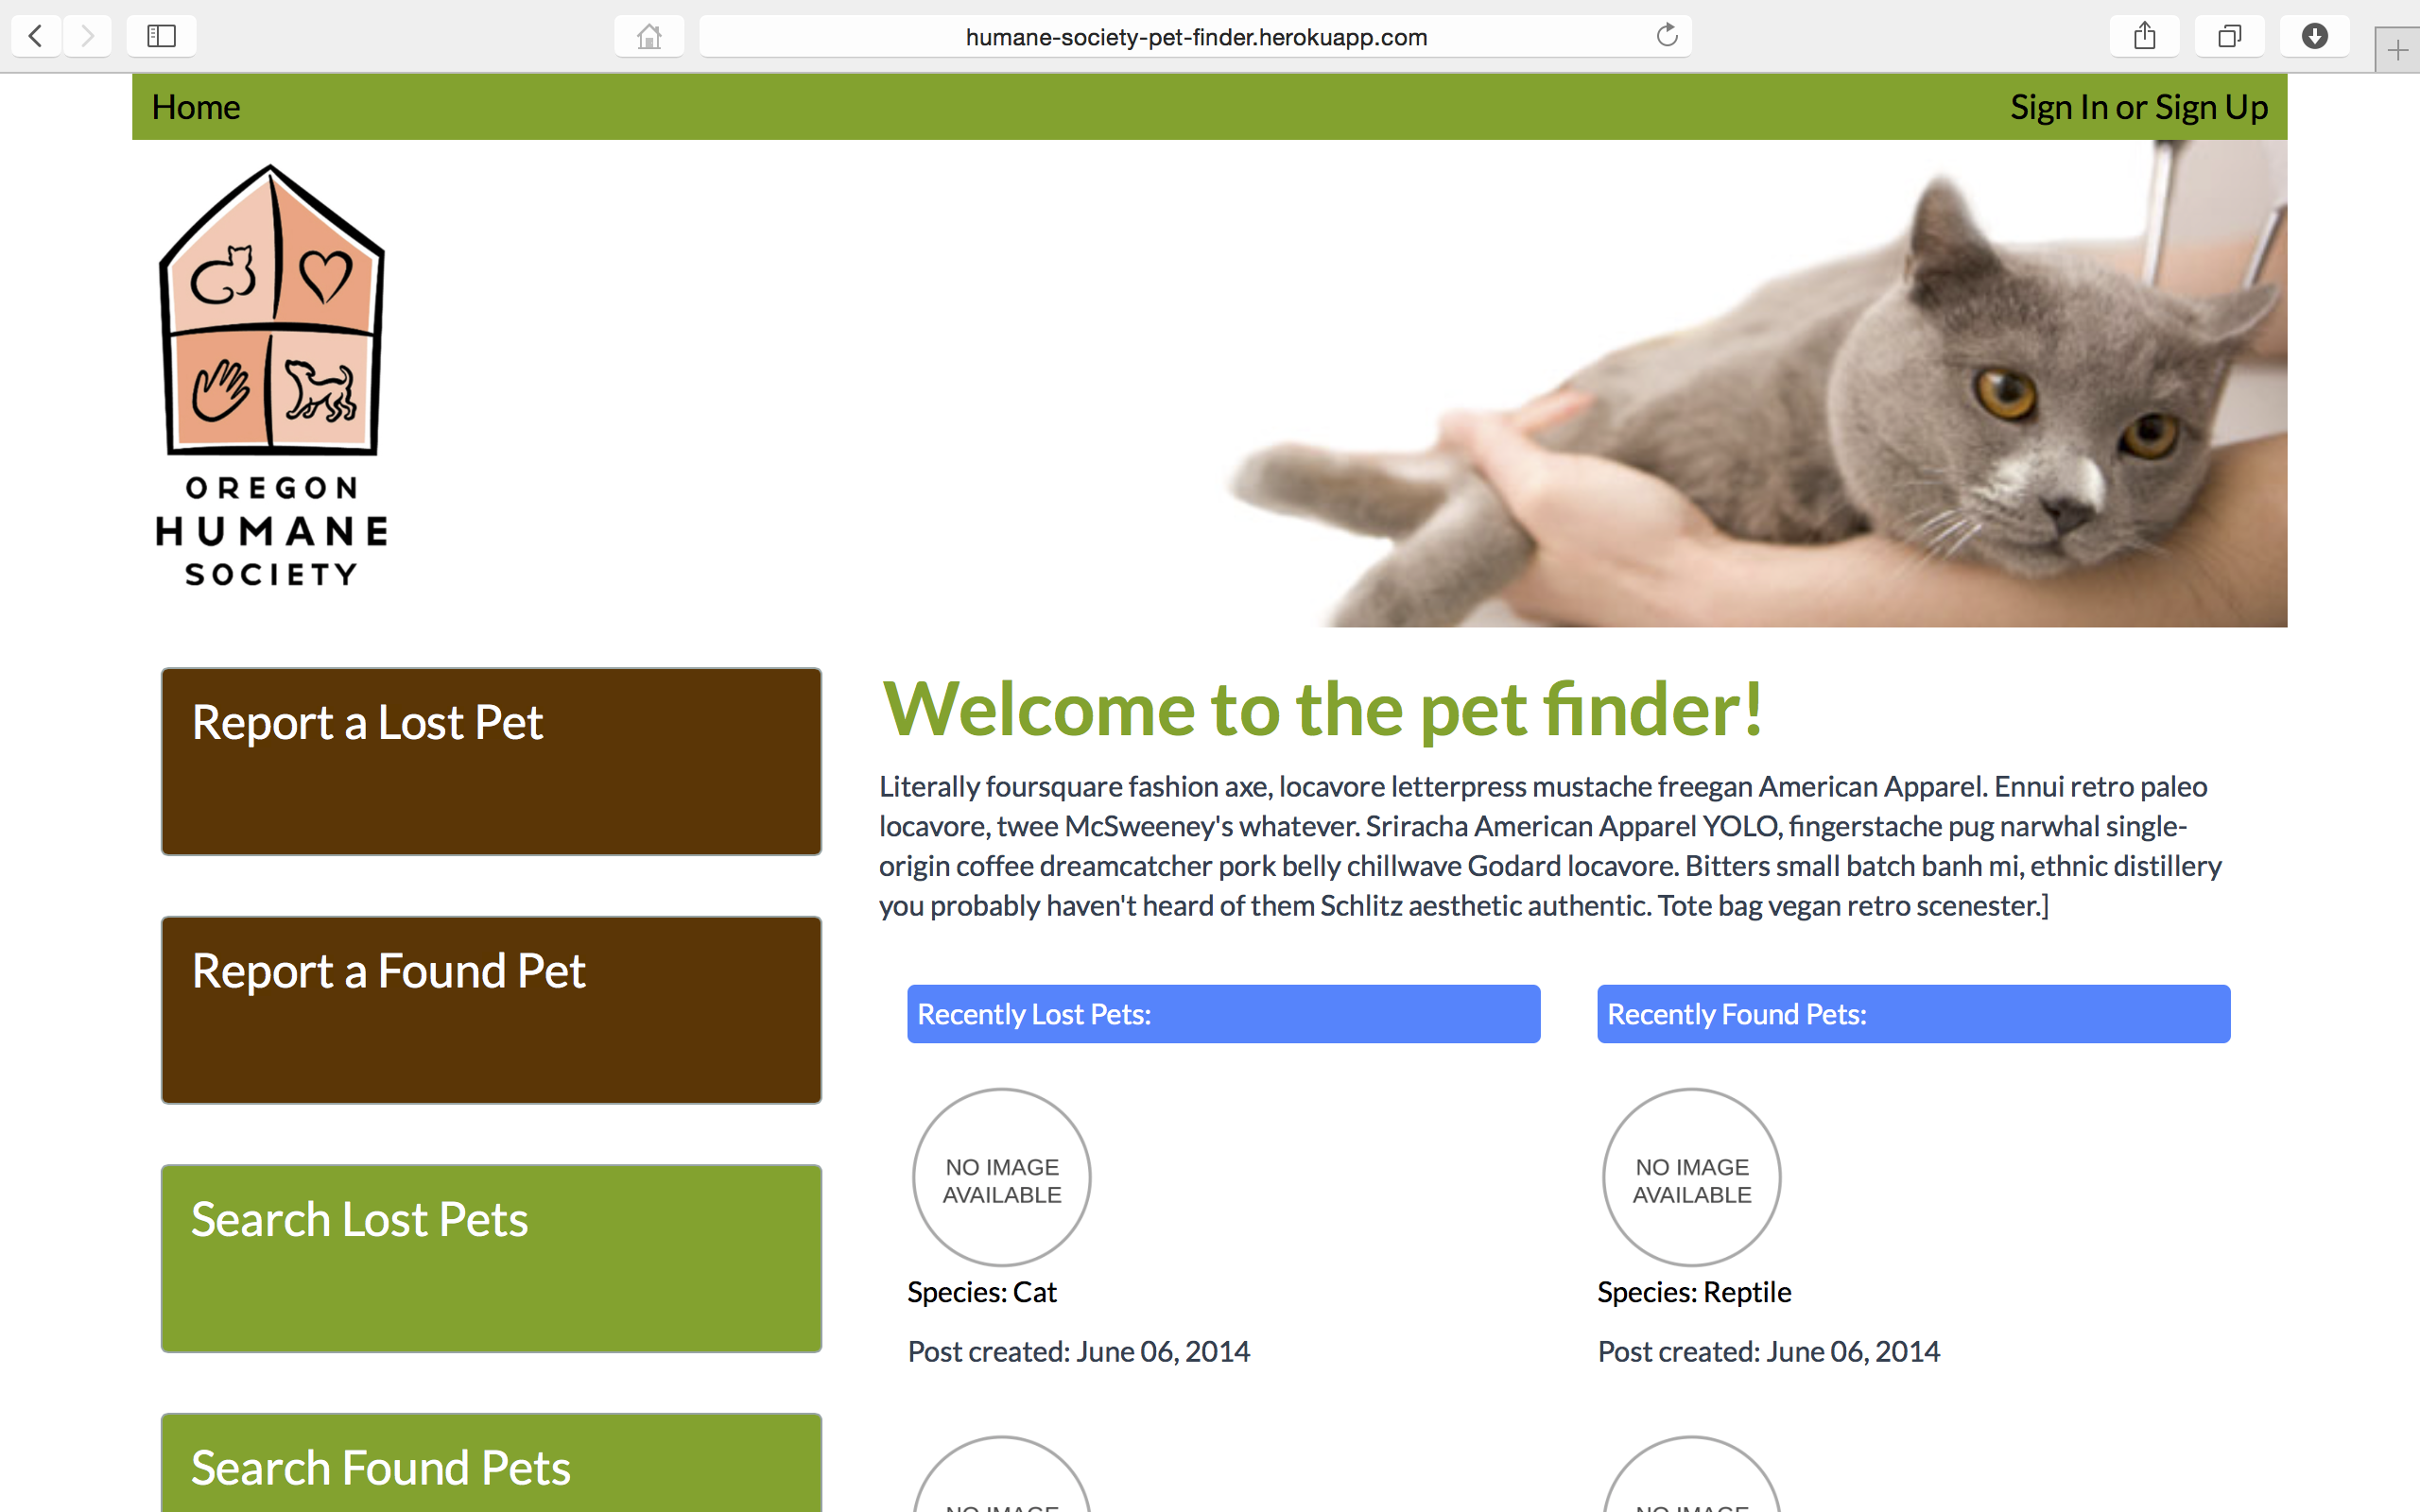 humane-society-pet-finder.herokuapp.com
Home
Sign In or Sign Up
OREGON
HUMANE
SOCIETY
Report a Lost Pet
Report a Found Pet
Search Lost Pets
Search Found Pets
Welcome to the pet finder!
Literally foursquare fashion axe, locavore letterpress mustache freegan American Apparel. Ennui retro paleo
locavore, twee McSweeney's whatever. Sriracha American Apparel YOLO, fingerstache pug narwhal single-
origin coffee dreamcatcher pork belly chillwave Godard locavore. Bitters small batch banh mi, ethnic distillery
you probably haven't heard of them Schlitz aesthetic authentic. Tote bag vegan retro scenester.]
Recently Lost Pets:
NO IMAGE
AVAILABLE
Species: Cat
Post created: June 06, 2014
NO IMAGE
Recently Found Pets:
NO IMAGE
AVAILABLE
Species: Reptile
Post created: June 06, 2014
NO IMAGE